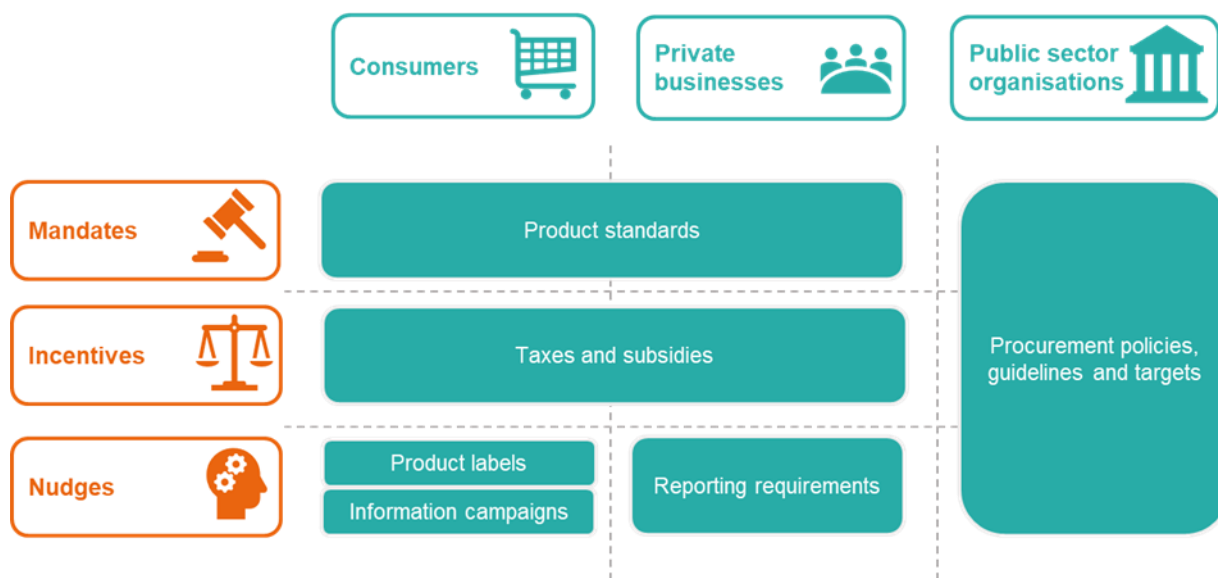 Consumers
Private
businesses
Public sector
organisations
Mandates
Product standards
Incentives
Taxes and subsidies
Procurement policies,
guidelines and targets
Nudges
Product labels
Information campaigns
Reporting requirements